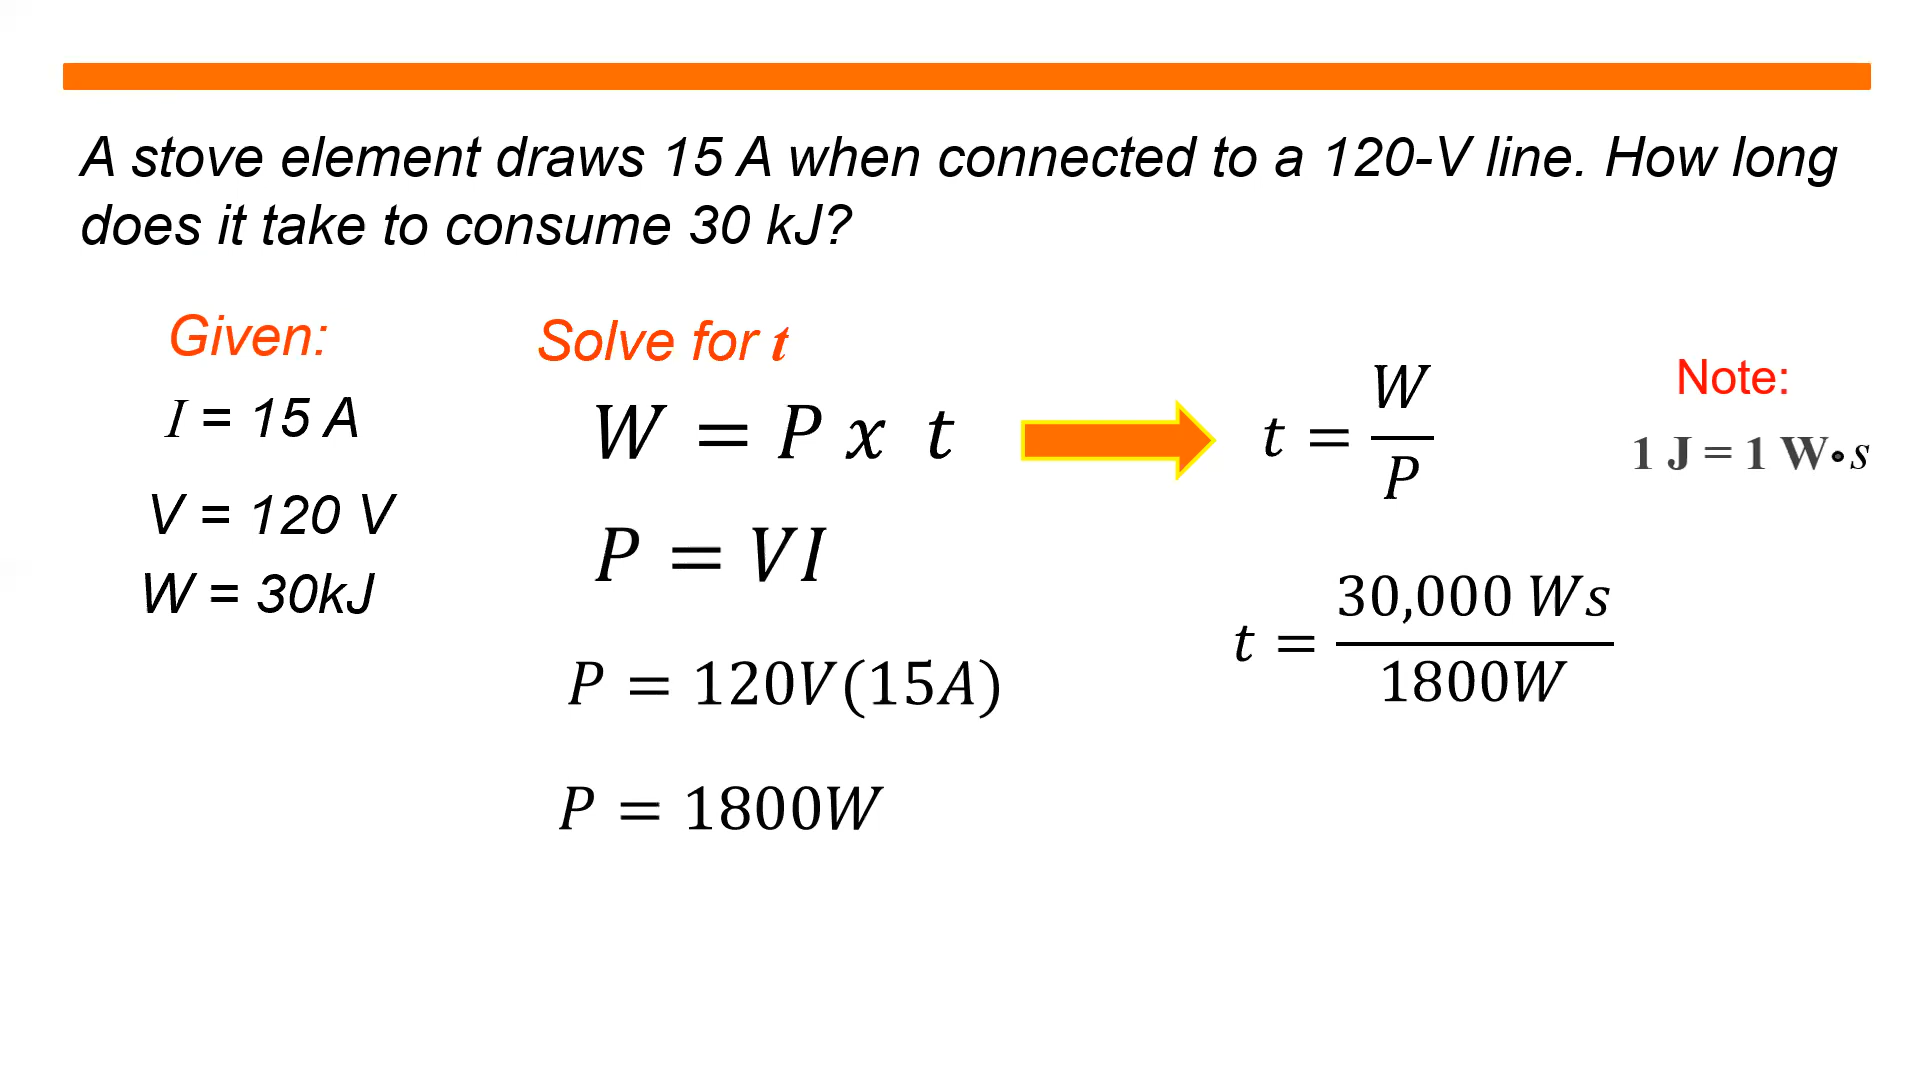 A stove element draws 15 A when connected to a 120-V line. How long
does it take to consume 30 kJ?
Given:
I = 15 A
V = 120 V
W = 30kJ
Solve for t
W = P x t
P = VI
P = 120V(15A)
P = 1800W
t = W/P
t = 30,000 Ws/1800W
Note:
1 J = 1 W•s